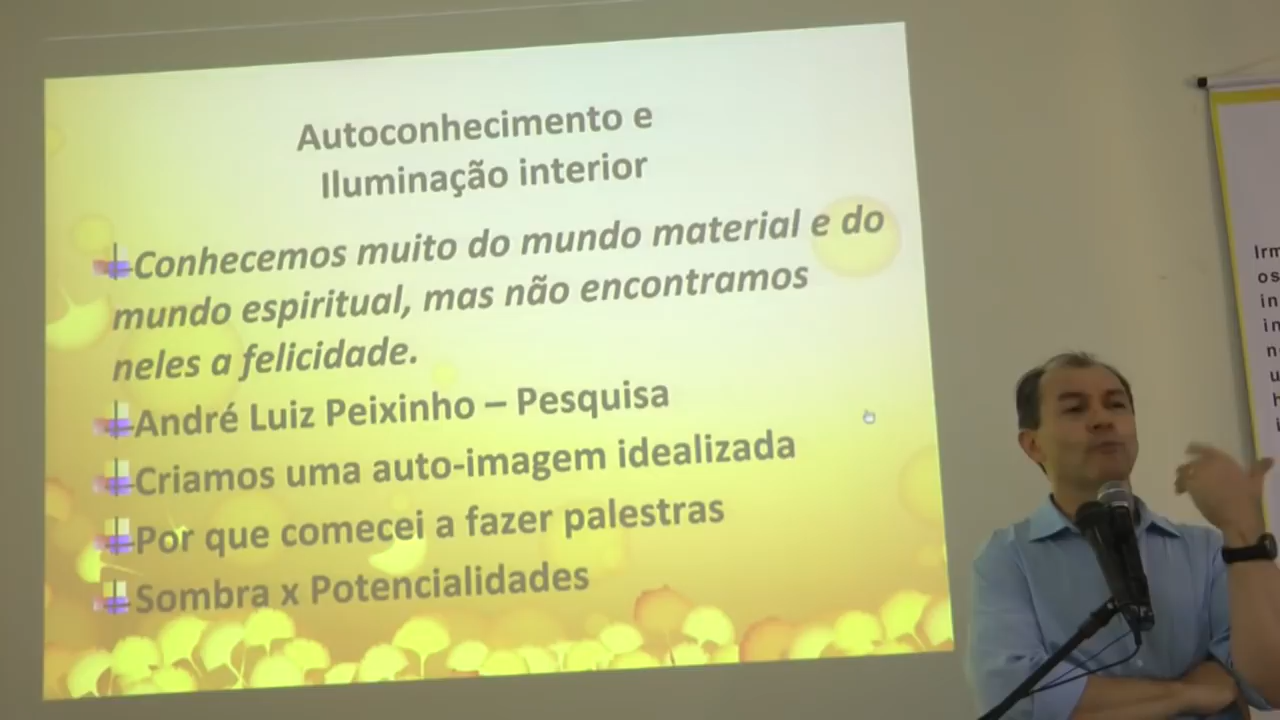 Autoconhecimento e
Iluminação interior
Conhecemos muito do mundo material e do
mundo espiritual, mas não encontramos
neles a felicidade.
André Luiz Peixinho – Pesquisa
Criamos uma auto-imagem idealizada
Por que comecei a fazer palestras
Sombra x Potencialidades